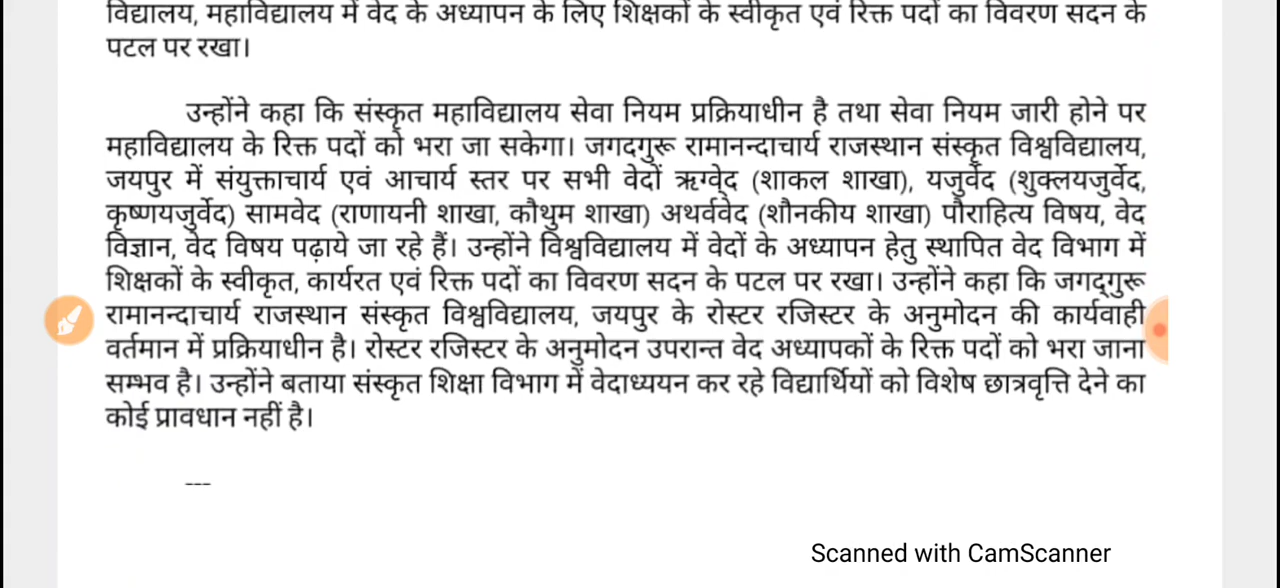 विद्यालय, महाविद्यालय में वेद के अध्यापन के लिए शिक्षकों के स्वीकृत एवं रिक्त पदों का विवरण सदन के
पटल पर रखा।
उन्होंने कहा कि संस्कृत महाविद्यालय सेवा नियम प्रक्रियाधीन है तथा सेवा नियम जारी होने पर
महाविद्यालय के रिक्त पदों को भरा जा सकेगा। जगदगुरू रामानन्दाचार्य राजस्थान संस्कृत विश्वविद्यालय,
जयपुर में संयुक्ताचार्य एवं आचार्य स्तर पर सभी वेदों ऋग्वेद (शाकल शाखा), यजुर्वेद (शुक्लयजुर्वेद,
कृष्णयजुर्वेद) सामवेद (राणायनी शाखा, कौथुम शाखा) अथर्ववेद (शौनकीय शाखा) पौराहित्य विषय, वेद
विज्ञान, वेद विषय पढ़ाये जा रहे हैं। उन्होंने विश्वविद्यालय में वेदों के अध्यापन हेतु स्थापित वेद विभाग में
शिक्षकों के स्वीकृत, कार्यरत एवं रिक्त पदों का विवरण सदन के पटल पर रखा। उन्होंने कहा कि जगद्गुरू
रामानन्दाचार्य राजस्थान संस्कृत विश्वविद्यालय, जयपुर के रोस्टर रजिस्टर के अनुमोदन की कार्यवाही
वर्तमान में प्रक्रियाधीन है। रोस्टर रजिस्टर के अनुमोदन उपरान्त वेद अध्यापकों के रिक्त पदों को भरा जाना
सम्भव है। उन्होंने बताया संस्कृत शिक्षा विभाग में वेदाध्ययन कर रहे विद्यार्थियों को विशेष छात्रवृत्ति देने का
कोई प्रावधान नहीं है।
---
Scanned with CamScanner